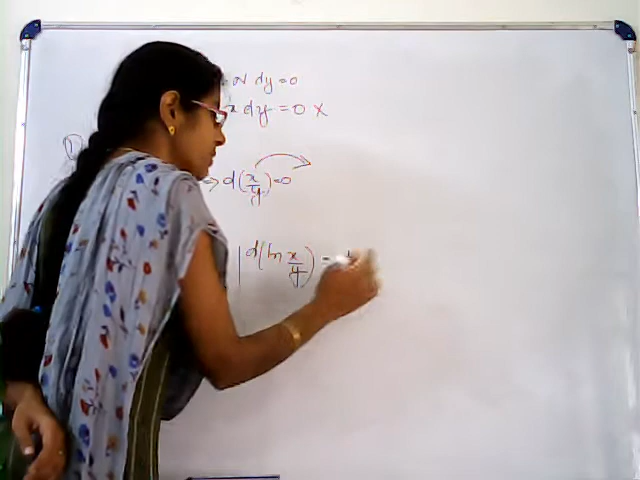 N dy = 0
x dy = 0 x
⇒ d(x/y) = 0
d(ln x/y) =